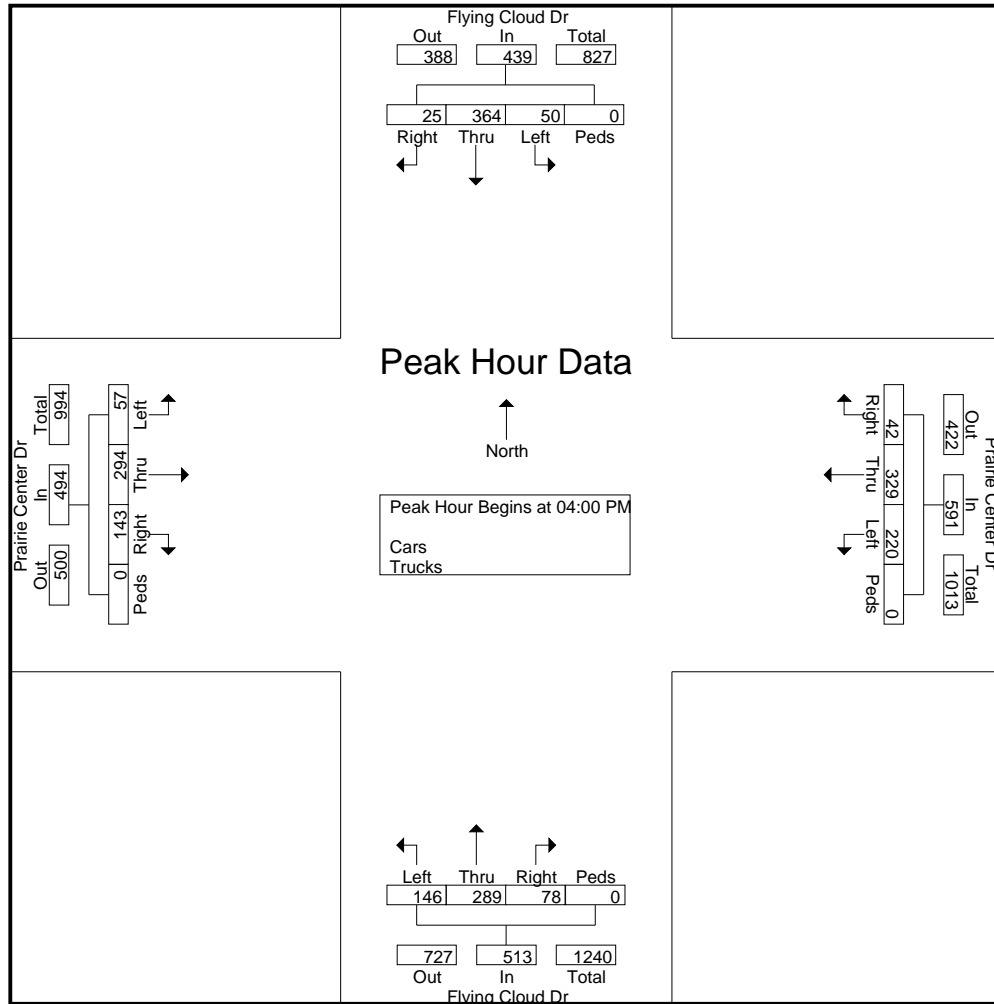 Flying Cloud Dr
Out In Total
388 439 827
25 364 50 0
Right Thru Left Peds
Peak Hour Data
North
Peak Hour Begins at 04:00 PM
Cars
Trucks
Prairie Center Dr
Out In Total
500 494 994
57 294 143 0
Left Thru Right Peds
Prairie Center Dr
Out In Total
422 591 1013
42 329 220 0
Right Thru Left Peds
Left Thru Right Peds
146 289 78 0
727 513 1240
Out In Total
Flying Cloud Dr